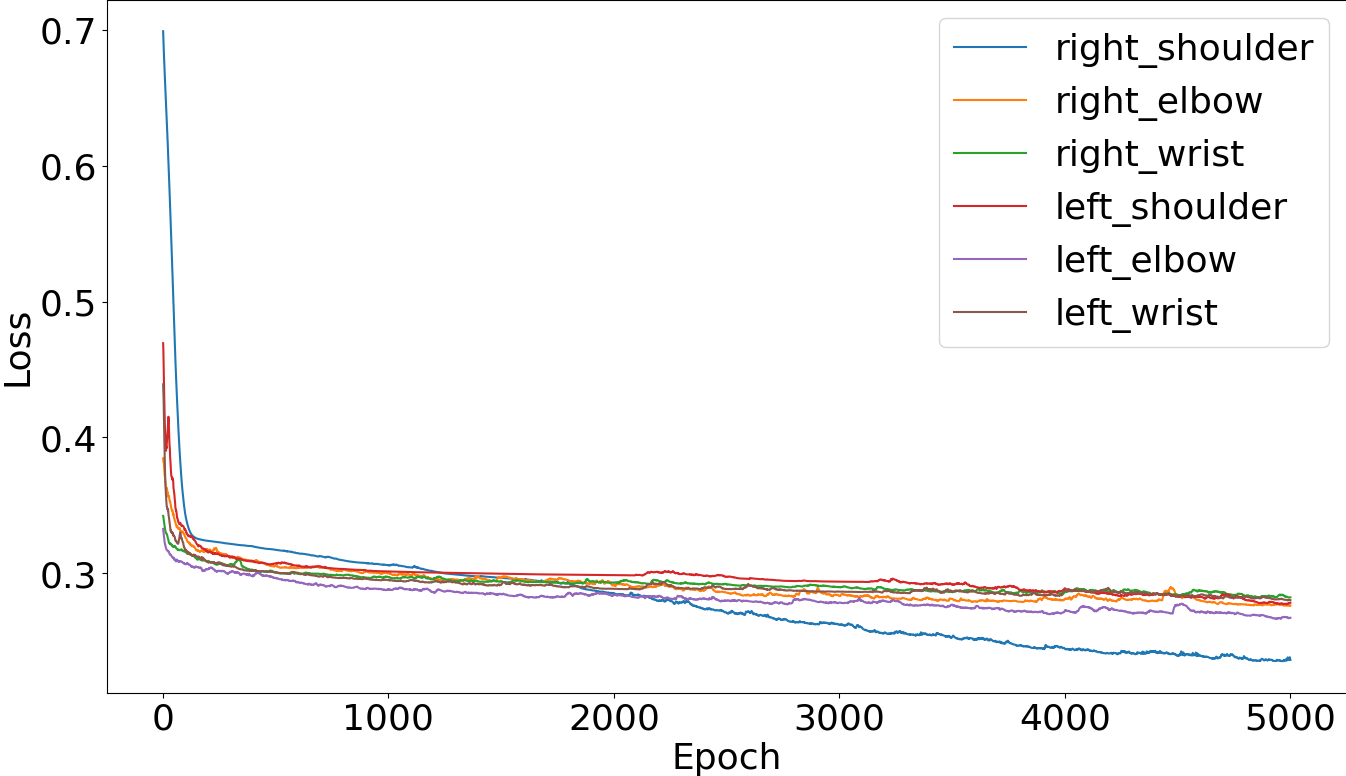 0.7
0.6
0.5
0.4
0.3
Loss
right_shoulder
right_elbow
right_wrist
left_shoulder
left_elbow
left_wrist
0 1000 2000 3000 4000 5000
Epoch